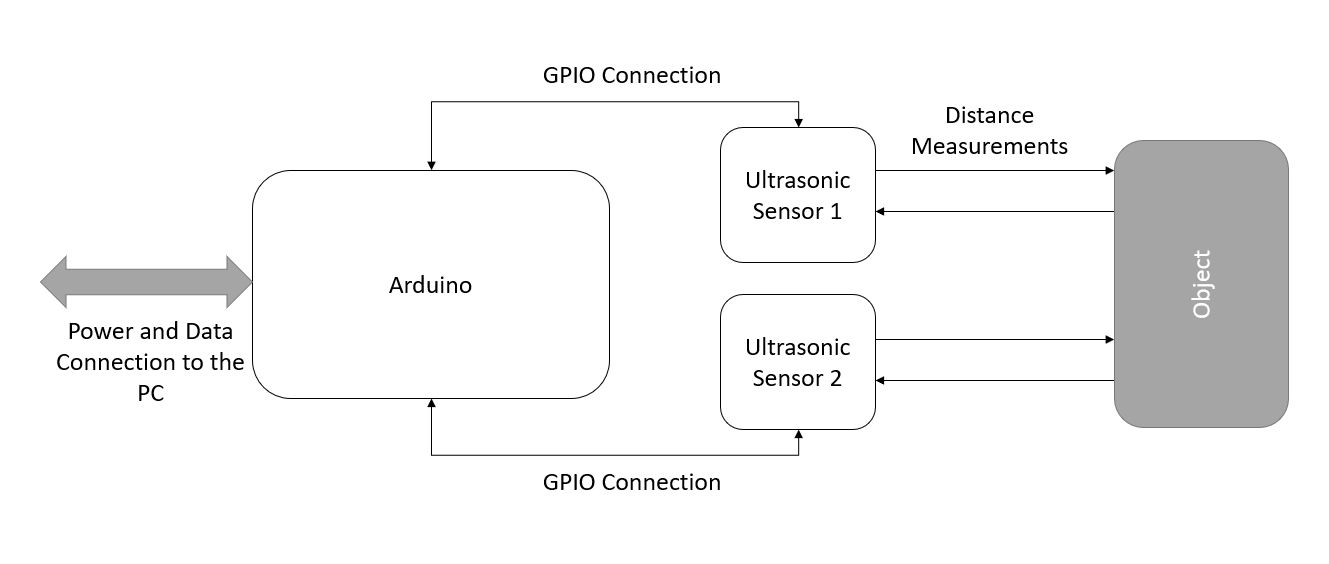 GPIO Connection
Distance
Measurements
Ultrasonic
Sensor 1
Object
Arduino
Power and Data
Connection to the
PC
Ultrasonic
Sensor 2
GPIO Connection